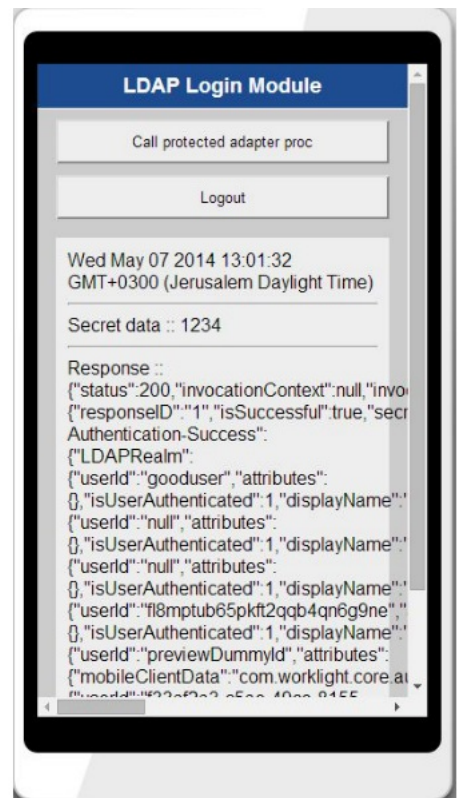 LDAP Login Module
Call protected adapter proc
Logout
Wed May 07 2014 13:01:32
GMT+0300 (Jerusalem Daylight Time)
Secret data :: 1234
Response ::
{"status":200,"invocationContext":null,"invo
{"responseID":"1","isSuccessful":true,"secr
Authentication-Success":
{"LDAPRealm":
{"userId":"gooduser","attributes":
{},"isUserAuthenticated":1,"displayName":"
{"userId":"null","attributes":
{},"isUserAuthenticated":1,"displayName":"
{"userId":"null","attributes":
{},"isUserAuthenticated":1,"displayName":"
{"userId":"fl8mptub65pkft2qqb4qn6g9ne","
{},"isUserAuthenticated":1,"displayName":"
{"userId":"previewDummyId","attributes":
{"mobileClientData":"com.worklight.core.au